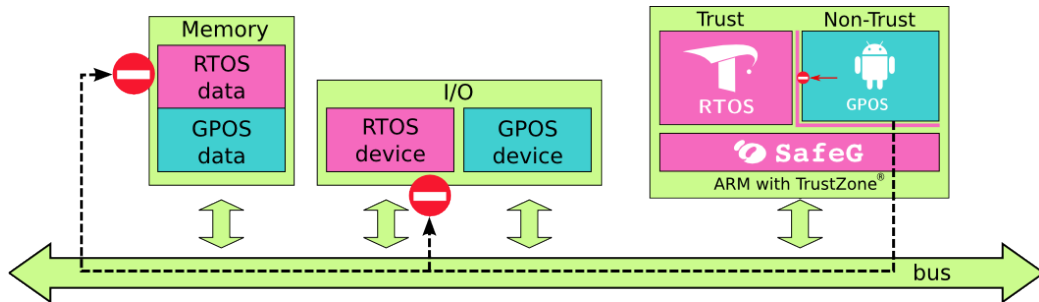 Memory
RTOS
data
GPOS
data
I/O
RTOS
device
GPOS
device
Trust
Non-Trust
RTOS
GPOS
SafeG
ARM with TrustZone®
bus